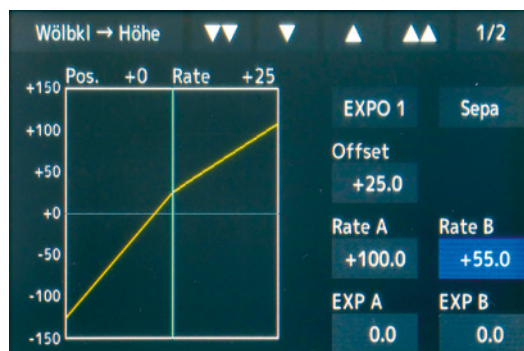 Wölbkl → Höhe ▼▼ ▼ ▲ ▲▲ 1/2
Pos. +0 Rate +25
+150
+100
+50
+0
-50
-100
-150
EXPO 1 Sepa
Offset
+25.0
Rate A Rate B
+100.0 +55.0
EXP A EXP B
0.0 0.0